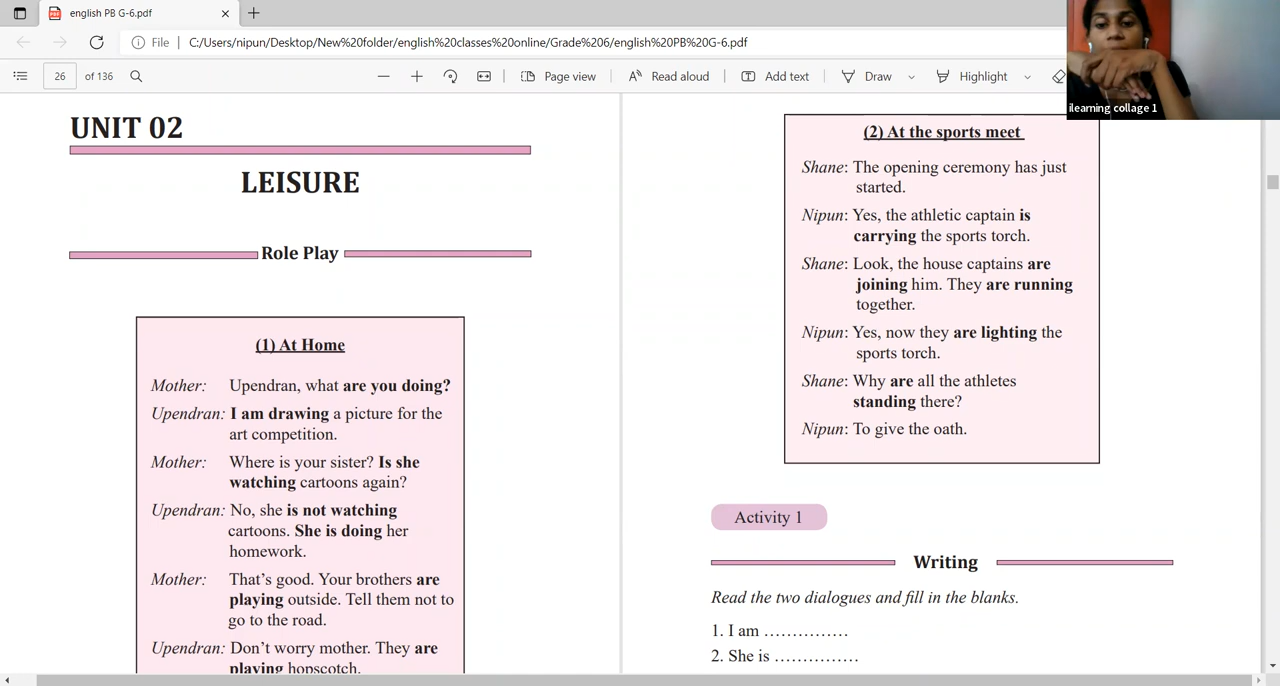 english PB G-6.pdf
File
C:/Users/nipun/Desktop/New%20folder/english%20classes%20online/Grade%206/english%20PB%20G-6.pdf
26 of 136
Page view
Read aloud
Add text
Draw
Highlight
ilearning collage 1
UNIT 02
LEISURE
Role Play
(1) At Home
Mother: Upendran, what are you doing?
Upendran: I am drawing a picture for the
art competition.
Mother: Where is your sister? Is she
watching cartoons again?
Upendran: No, she is not watching
cartoons. She is doing her
homework.
Mother: That's good. Your brothers are
playing outside. Tell them not to
go to the road.
Upendran: Don't worry mother. They are
playing hopscotch.
(2) At the sports meet
Shane: The opening ceremony has just
started.
Nipun: Yes, the athletic captain is
carrying the sports torch.
Shane: Look, the house captains are
joining him. They are running
together.
Nipun: Yes, now they are lighting the
sports torch.
Shane: Why are all the athletes
standing there?
Nipun: To give the oath.
Activity 1
Writing
Read the two dialogues and fill in the blanks.
1. I am ……………
2. She is ……………